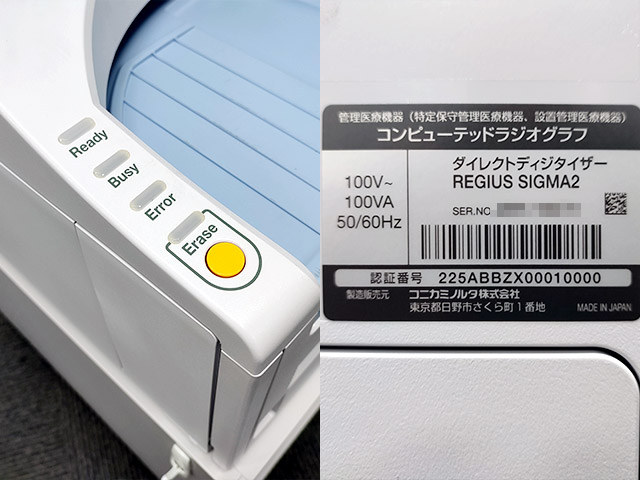 Ready
Busy
Error
Erase
管理医療機器（特定保守管理医療機器、設置管理医療機器）
コンピューテッドラジオグラフ
100V~
100VA
50/60Hz
ダイレクトディジタイザー
REGIUS SIGMA2
SER.NO
認証番号 225ABBZX00010000
製造販売元 コニカミノルタ株式会社
東京都日野市さくら町1番地
MADE IN JAPAN